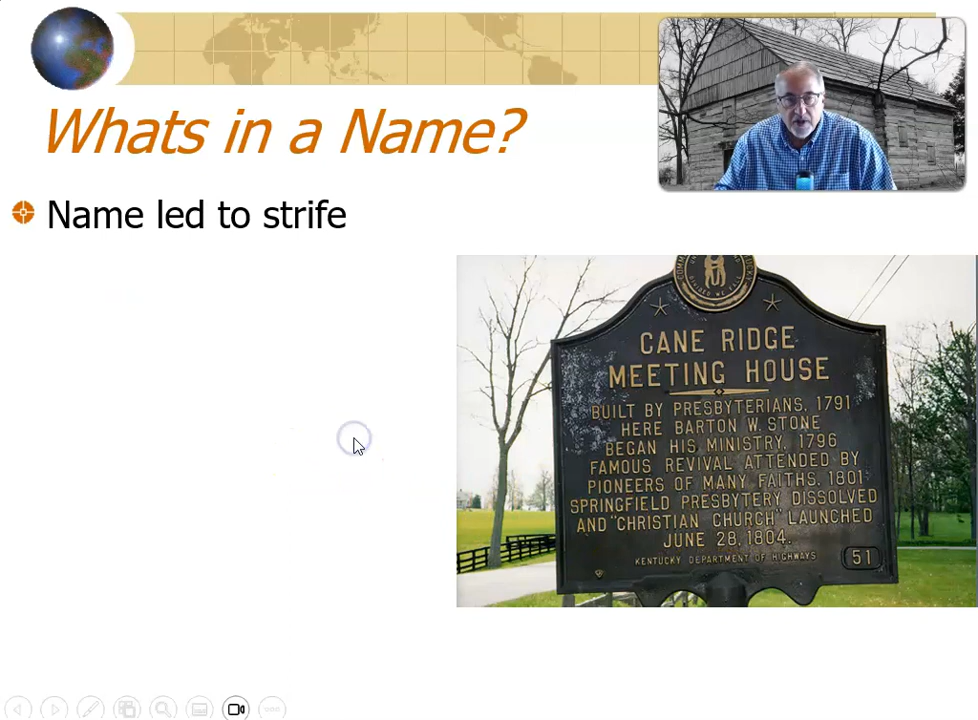 Whats in a Name?
Name led to strife
CANE RIDGE
MEETING HOUSE
BUILT BY PRESBYTERIANS, 1791
HERE BARTON W. STONE
BEGAN HIS MINISTRY, 1796
FAMOUS REVIVAL ATTENDED BY
PIONEERS OF MANY FAITHS, 1801
SPRINGFIELD PRESBYTERY DISSOLVED
AND "CHRISTIAN CHURCH" LAUNCHED
JUNE 28, 1804.
KENTUCKY DEPARTMENT OF HIGHWAYS
51